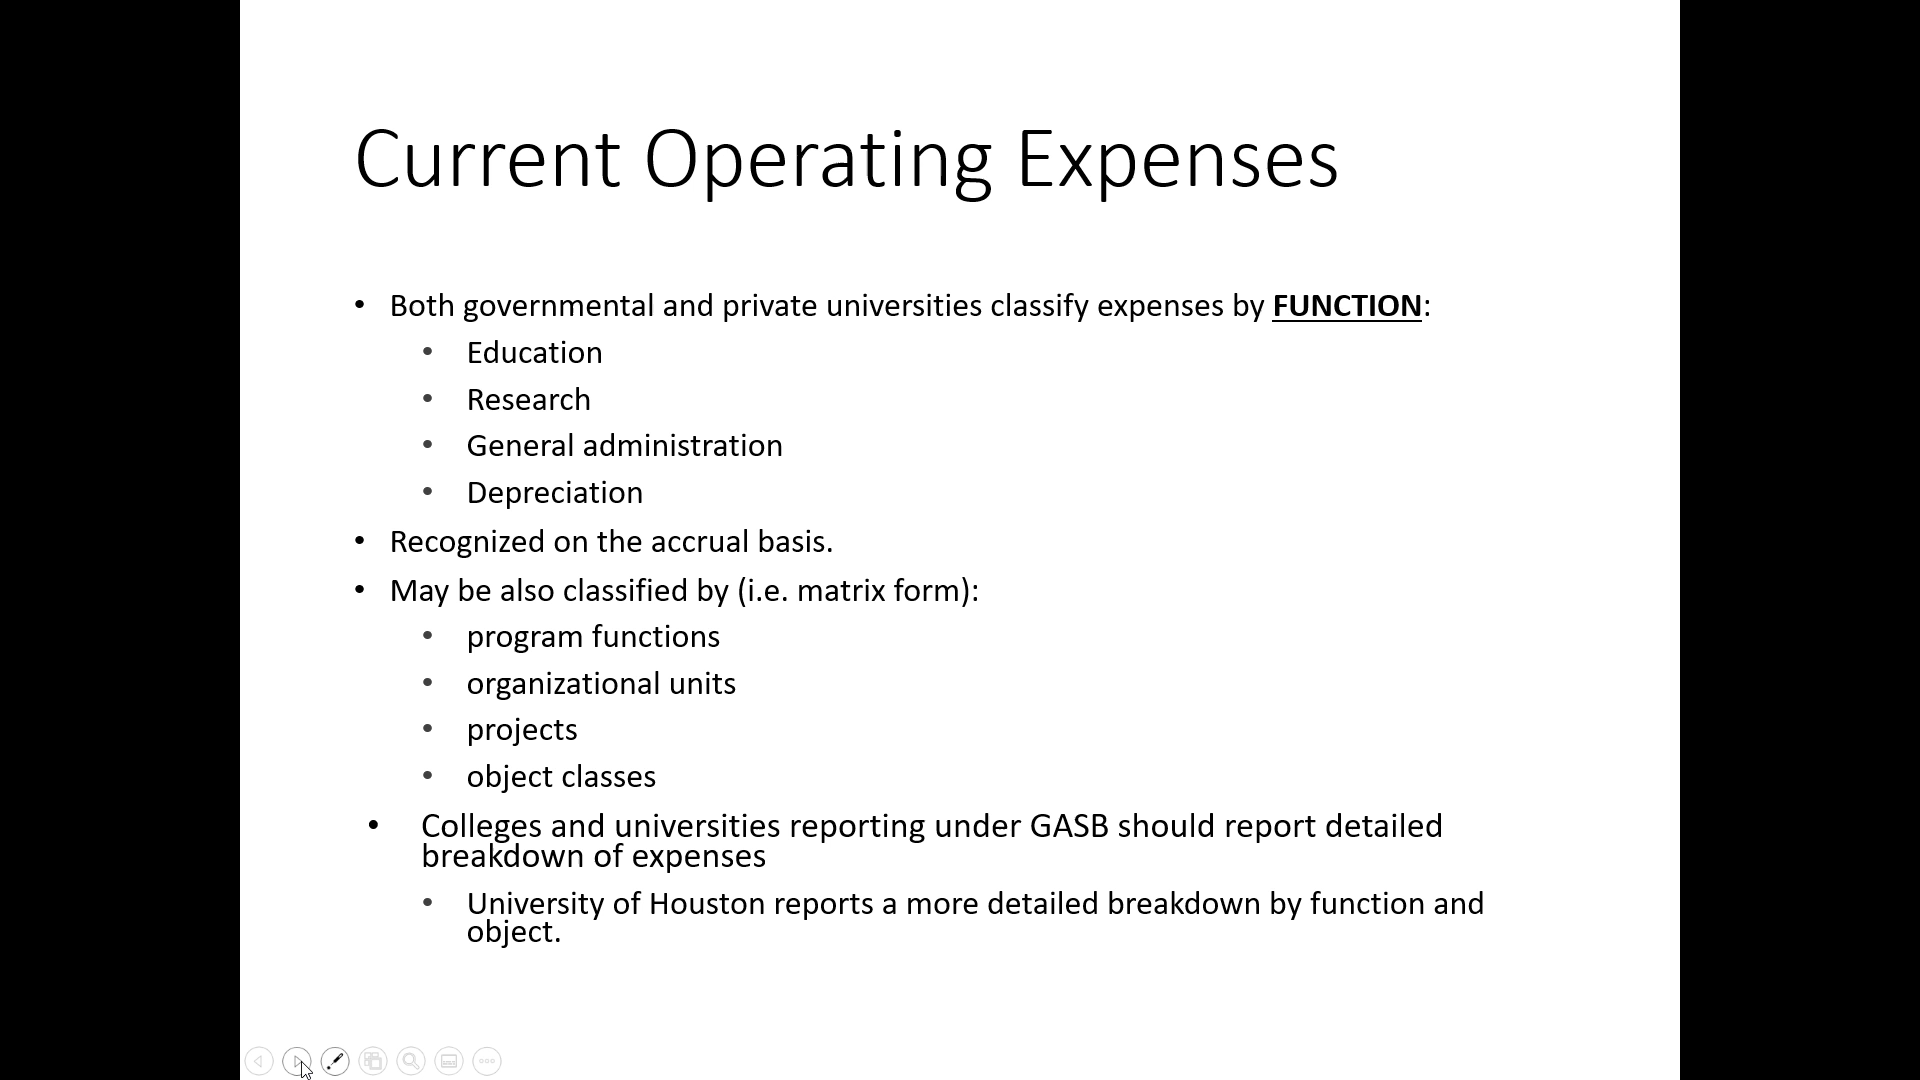 Current Operating Expenses
• Both governmental and private universities classify expenses by FUNCTION:
• Education
• Research
• General administration
• Depreciation
• Recognized on the accrual basis.
• May be also classified by (i.e. matrix form):
• program functions
• organizational units
• projects
• object classes
• Colleges and universities reporting under GASB should report detailed
breakdown of expenses
• University of Houston reports a more detailed breakdown by function and
object.